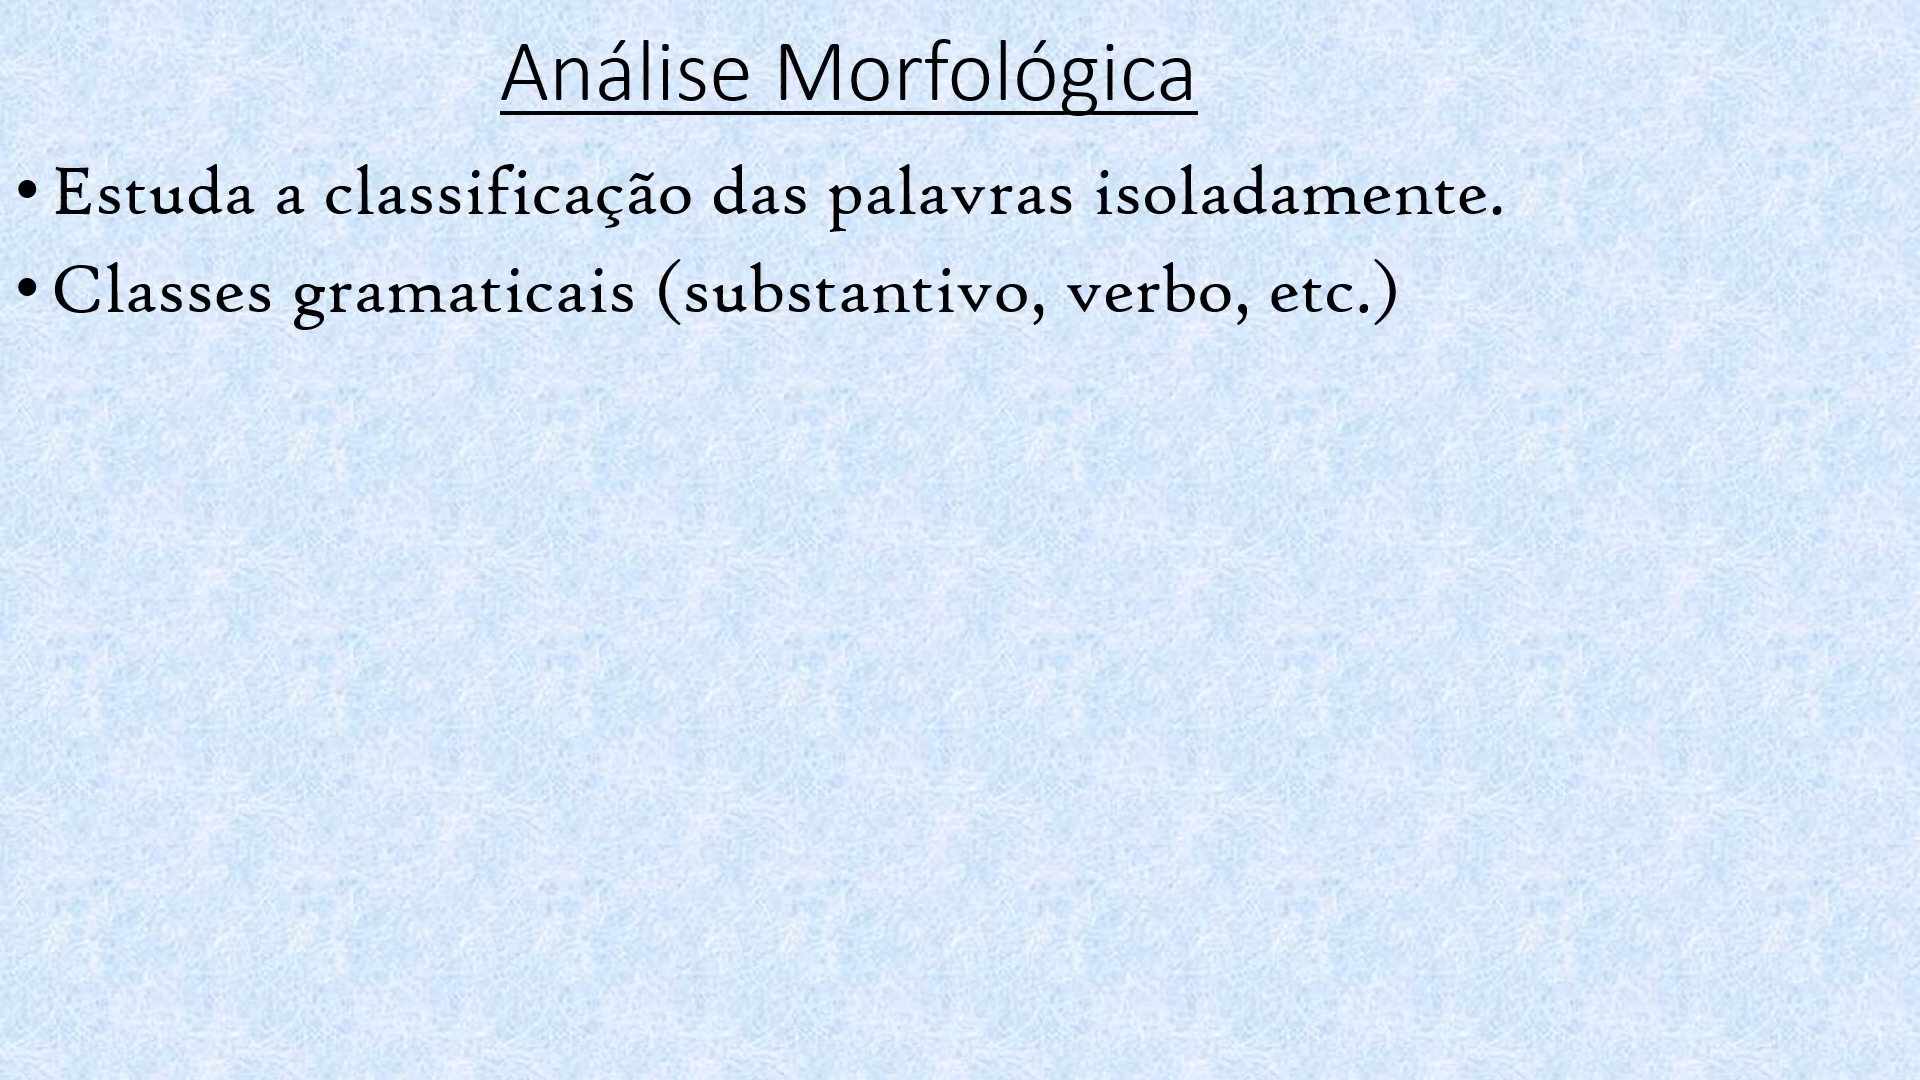 Análise Morfológica
• Estuda a classificação das palavras isoladamente.
• Classes gramaticais (substantivo, verbo, etc.)